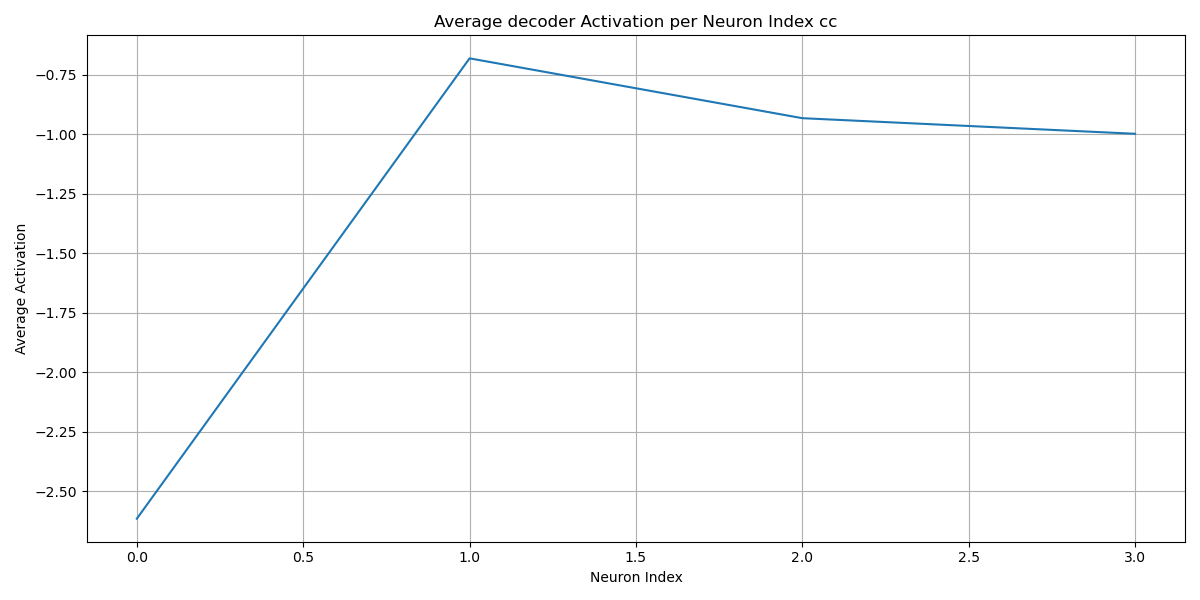 Average decoder Activation per Neuron Index cc
Average Activation
−0.75
−1.00
−1.25
−1.50
−1.75
−2.00
−2.25
−2.50
0.0 0.5 1.0 1.5 2.0 2.5 3.0
Neuron Index